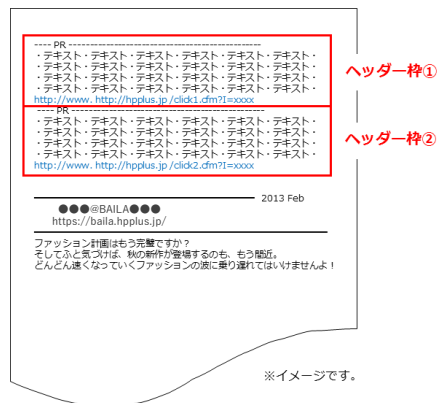 ---- PR --------------------------------------------
・テキスト・テキスト・テキスト・テキスト・テキスト・
・テキスト・テキスト・テキスト・テキスト・テキスト・
・テキスト・テキスト・テキスト・テキスト・テキスト・
・テキスト・テキスト・テキスト・テキスト・テキスト・
http://www. http://hpplus.jp /click1.cfm?I=xxxx
ヘッダー枠①
---- PR --------------------------------------------
・テキスト・テキスト・テキスト・テキスト・テキスト・
・テキスト・テキスト・テキスト・テキスト・テキスト・
・テキスト・テキスト・テキスト・テキスト・テキスト・
・テキスト・テキスト・テキスト・テキスト・テキスト・
http://www. http://hpplus.jp /click2.cfm?I=xxxx
ヘッダー枠②
2013 Feb
●●●@BAILA●●●
https://baila.hpplus.jp/
ファッション計画はもう完璧ですか？
そしてふと気づけば、秋の新作が登場するのも、もう間近。
どんどん速くなっていくファッションの波に乗り遅れてはいけませんよ！
※イメージです。